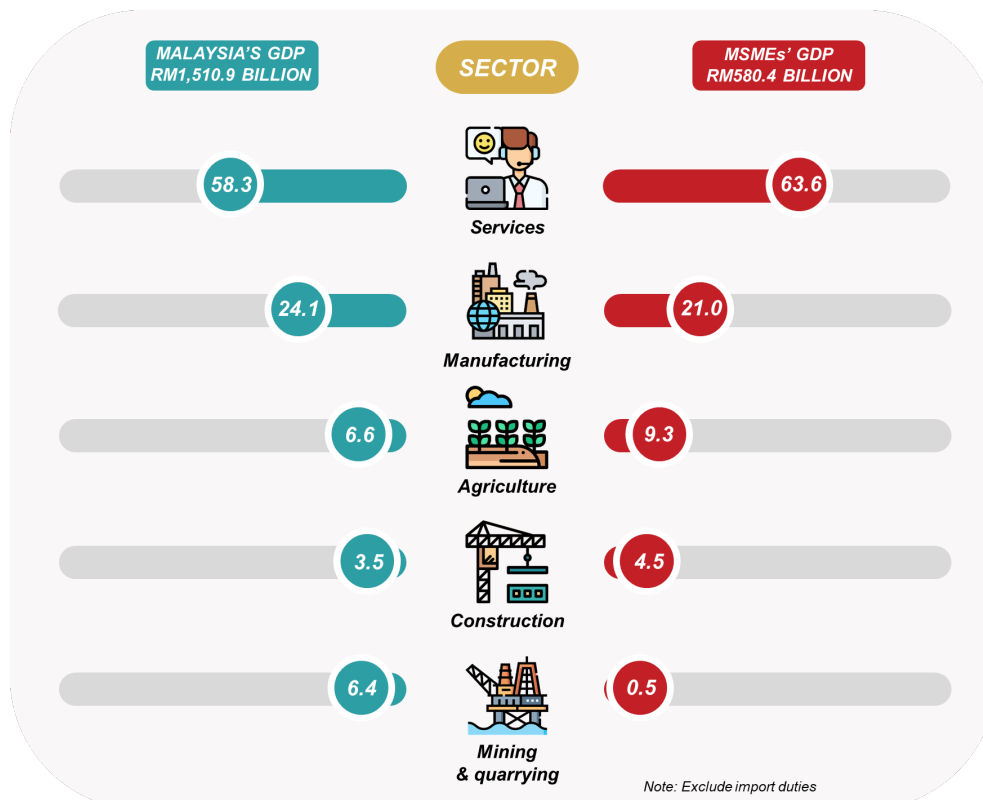 MALAYSIA'S GDP
RM1,510.9 BILLION
SECTOR
MSMEs' GDP
RM580.4 BILLION
58.3
Services
63.6
24.1
Manufacturing
21.0
6.6
Agriculture
9.3
3.5
Construction
4.5
6.4
Mining
& quarrying
0.5
Note: Exclude import duties